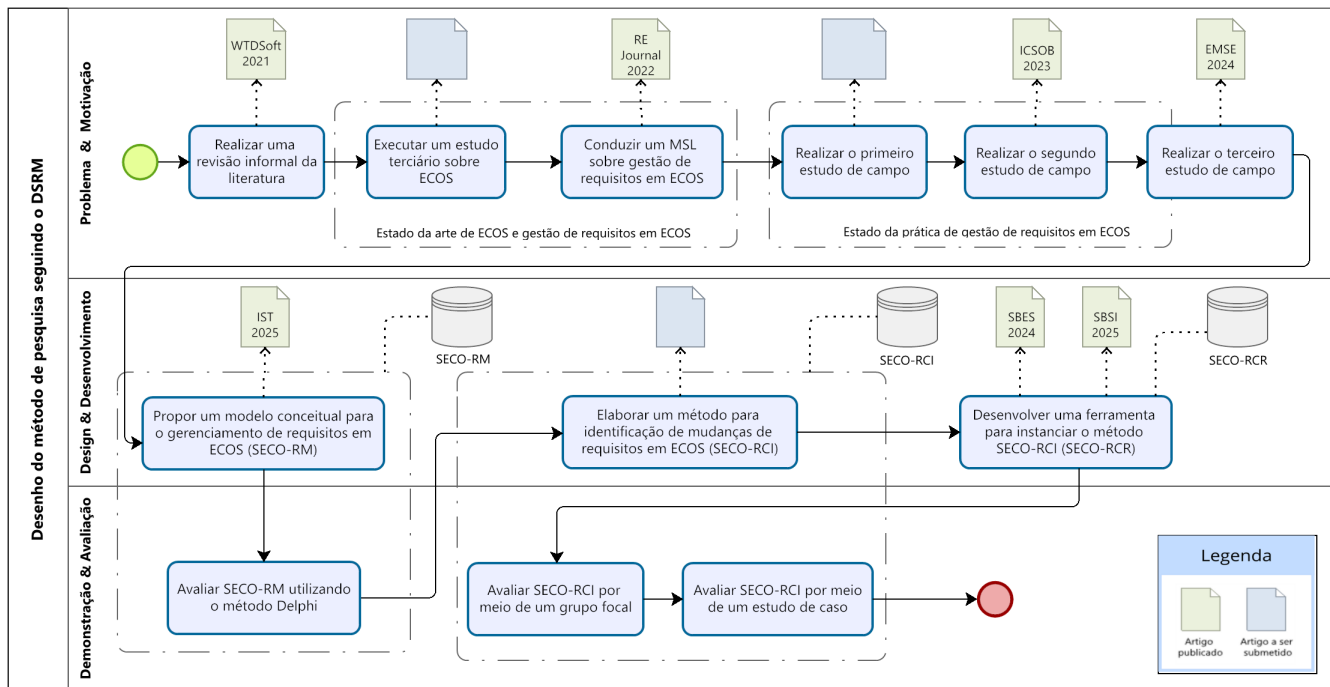 Desenho do método de pesquisa seguindo o DSRM
Problema & Motivação
WTDSoft
2021
RE
Journal
2022
ICSOB
2023
EMSE
2024
Realizar uma
revisão informal da
literatura
Executar um estudo
terciário sobre
ECOS
Conduzir um MSL
sobre gestão de
requisitos em ECOS
Realizar o primeiro
estudo de campo
Realizar o segundo
estudo de campo
Realizar o terceiro
estudo de campo
Estado da arte de ECOS e gestão de requisitos em ECOS
Estado da prática de gestão de requisitos em ECOS
Design & Desenvolvimento
IST
2025
SECO-RM
SECO-RCI
SBES
2024
SBSI
2025
SECO-RCR
Propor um modelo conceitual para
o gerenciamento de requisitos em
ECOS (SECO-RM)
Elaborar um método para
identificação de mudanças de
requisitos em ECOS (SECO-RCI)
Desenvolver uma ferramenta
para instanciar o método
SECO-RCI (SECO-RCR)
Demonstração & Avaliação
Avaliar SECO-RM utilizando
o método Delphi
Avaliar SECO-RCI por
meio de um grupo focal
Avaliar SECO-RCI por meio
de um estudo de caso
Legenda
Artigo
publicado
Artigo a ser
submetido